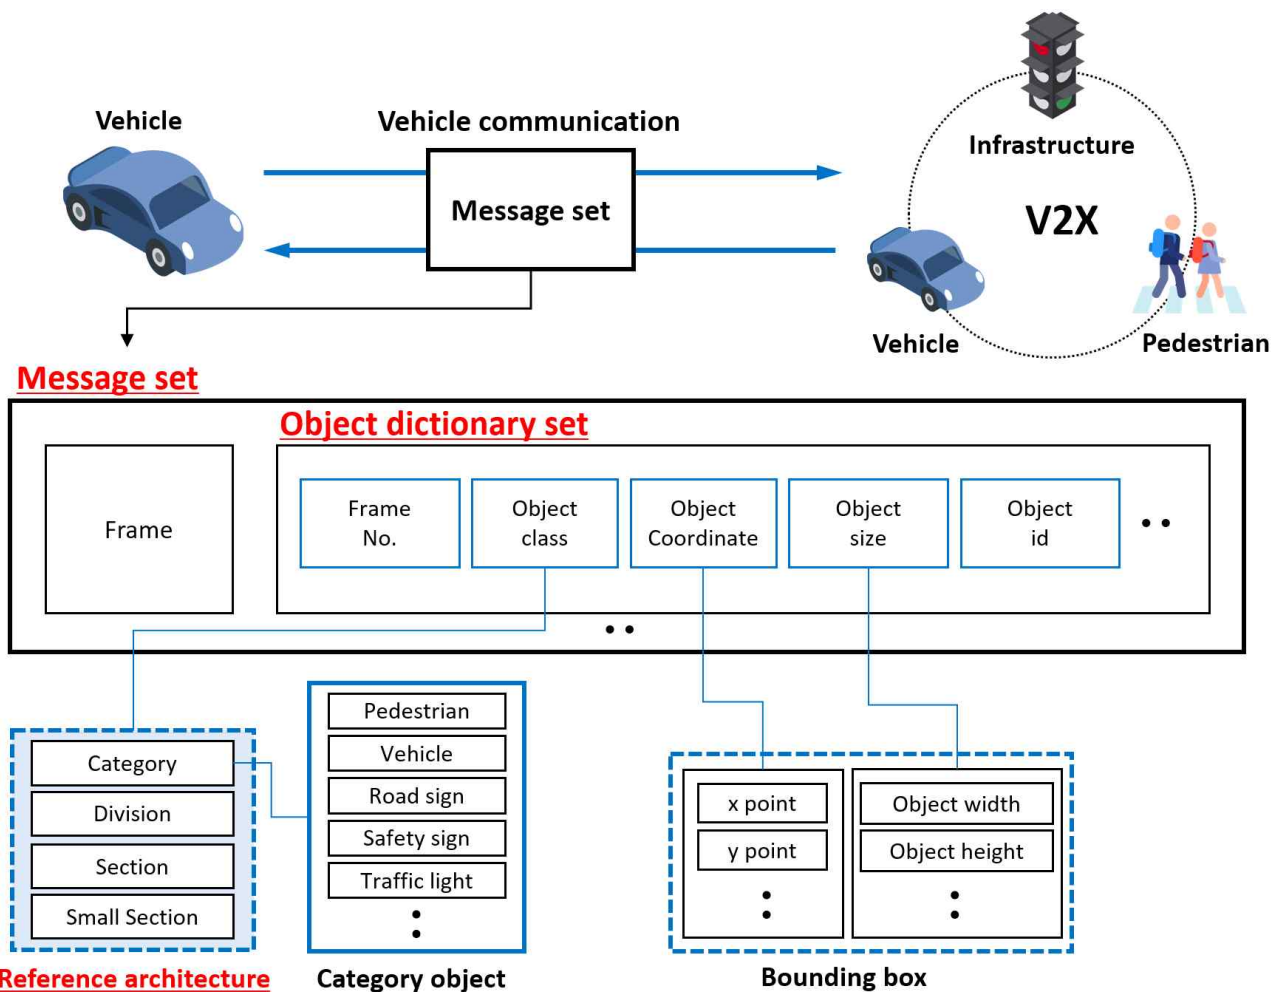 Vehicle
Vehicle communication
Message set
Infrastructure
V2X
Vehicle
Pedestrian
Message set
Object dictionary set
Frame
Frame
No.
Object
class
Object
Coordinate
Object
size
Object
id
Category
Division
Section
Small Section
Reference architecture
Pedestrian
Vehicle
Road sign
Safety sign
Traffic light
Category object
x point
y point
Object width
Object height
Bounding box